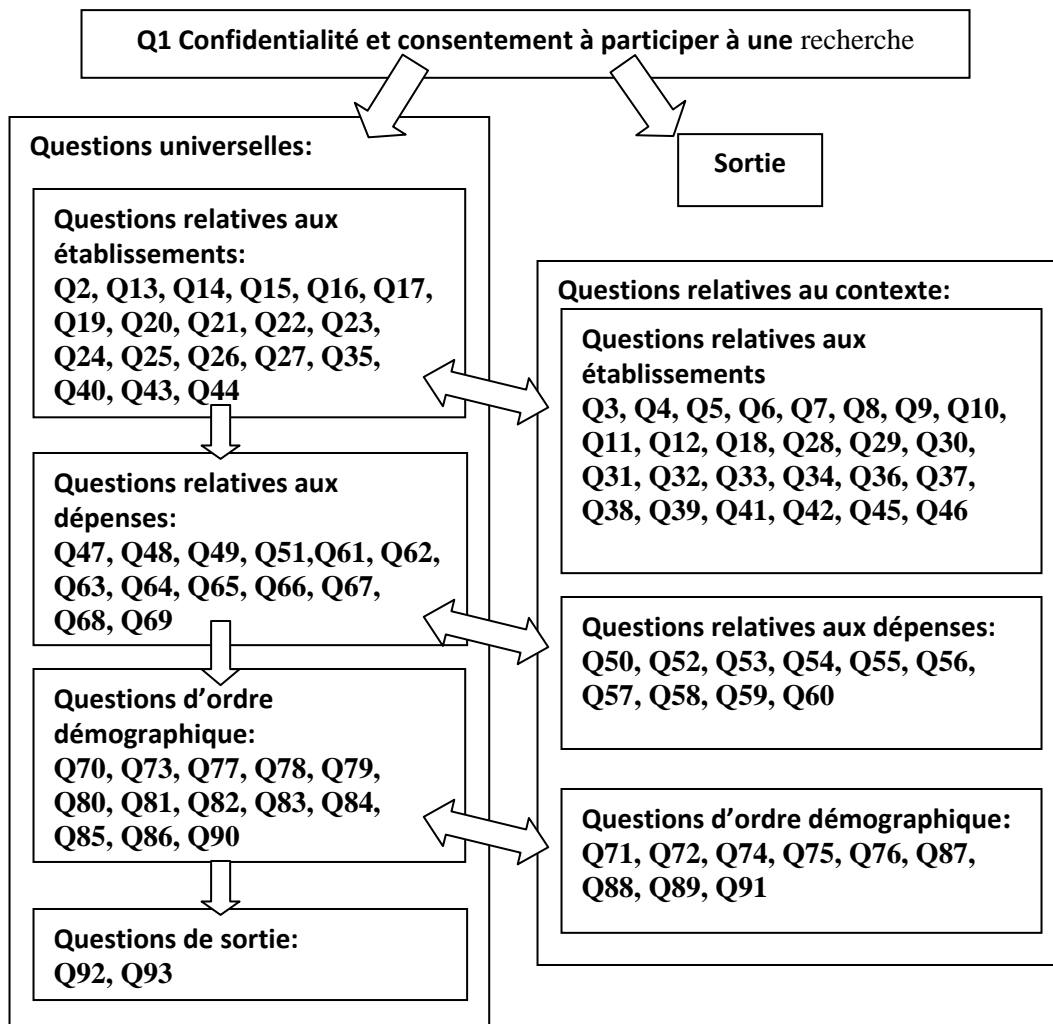 Q1 Confidentialité et consentement à participer à une recherche
Questions universelles:
Sortie
Questions relatives aux
établissements:
Q2, Q13, Q14, Q15, Q16, Q17,
Q19, Q20, Q21, Q22, Q23,
Q24, Q25, Q26, Q27, Q35,
Q40, Q43, Q44
Questions relatives aux
dépenses:
Q47, Q48, Q49, Q51,Q61, Q62,
Q63, Q64, Q65, Q66, Q67,
Q68, Q69
Questions d’ordre
démographique:
Q70, Q73, Q77, Q78, Q79,
Q80, Q81, Q82, Q83, Q84,
Q85, Q86, Q90
Questions de sortie:
Q92, Q93
Questions relatives au contexte:
Questions relatives aux
établissements
Q3, Q4, Q5, Q6, Q7, Q8, Q9, Q10,
Q11, Q12, Q18, Q28, Q29, Q30,
Q31, Q32, Q33, Q34, Q36, Q37,
Q38, Q39, Q41, Q42, Q45, Q46
Questions relatives aux dépenses:
Q50, Q52, Q53, Q54, Q55, Q56,
Q57, Q58, Q59, Q60
Questions d'ordre démographique:
Q71, Q72, Q74, Q75, Q76, Q87,
Q88, Q89, Q91